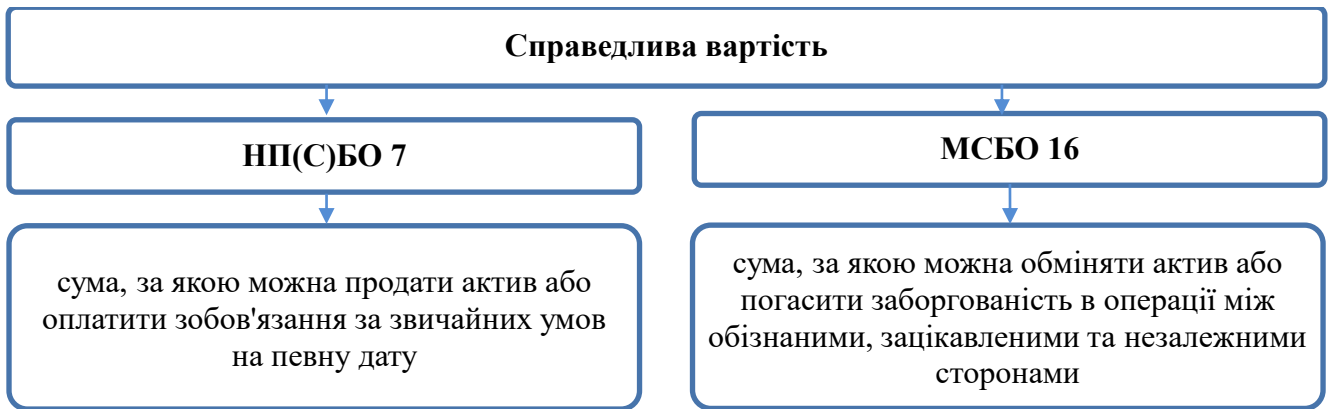 Справедлива вартість
НП(С)БО 7
МСБО 16
сума, за якою можна продати актив або
оплатити зобов'язання за звичайних умов
на певну дату
сума, за якою можна обміняти актив або
погасити заборгованість в операції між
обізнаними, зацікавленими та незалежними
сторонами